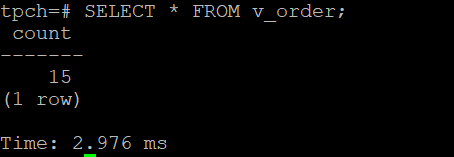 tpch=# SELECT * FROM v_order;
count
-------
15
(1 row)
Time: 2.976 ms